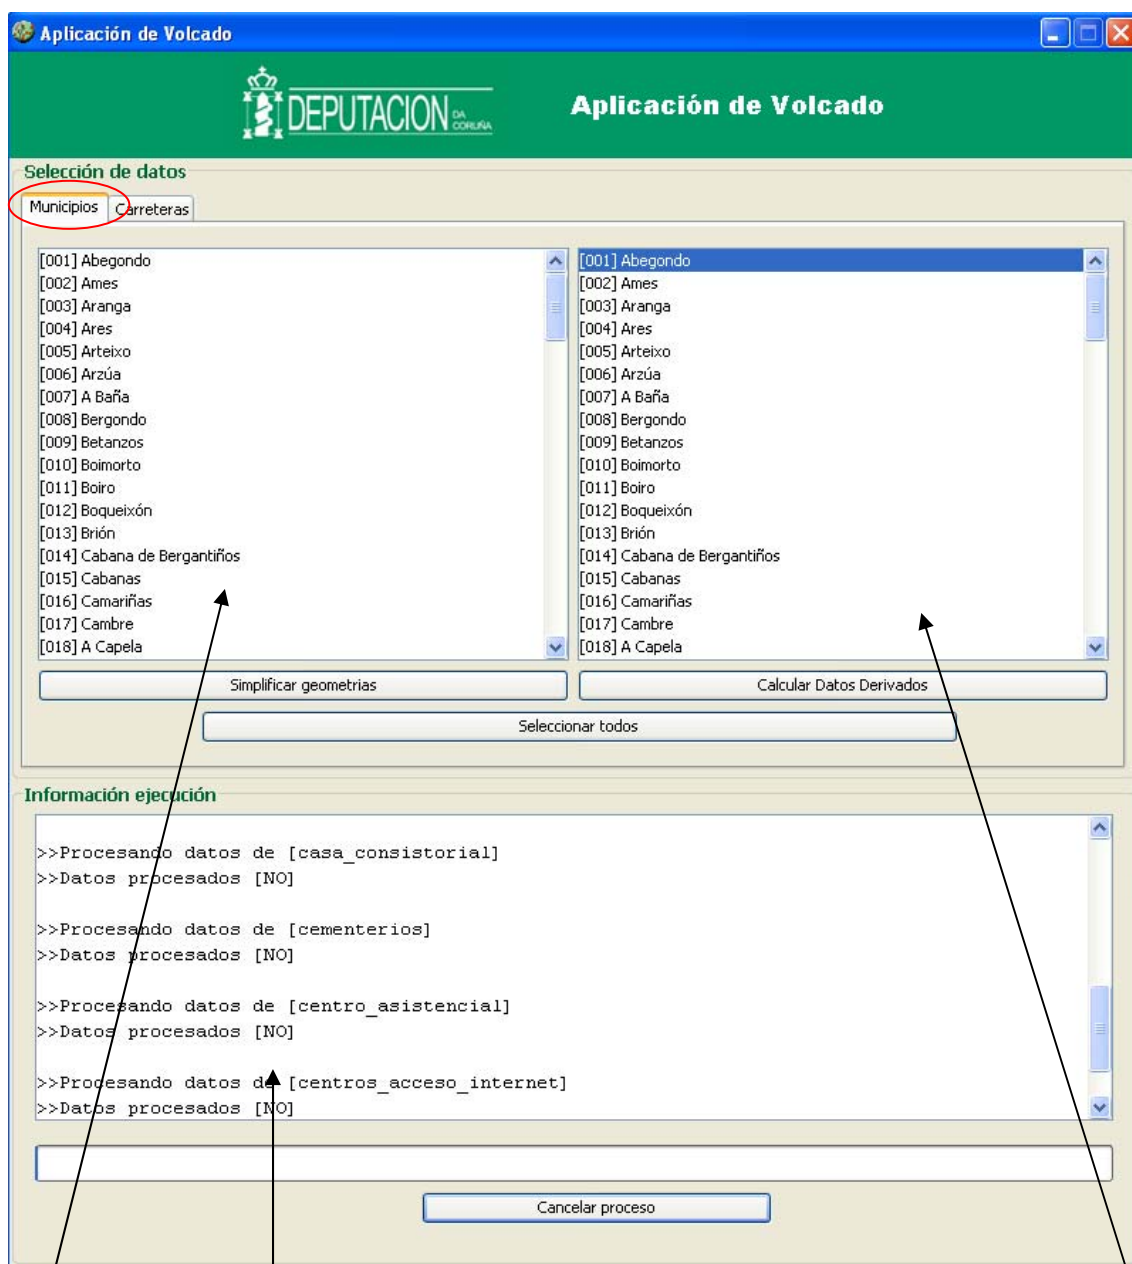 Aplicación de Volcado
DEPUTACION DA CORUÑA
Aplicación de Volcado
Selección de datos
Municipios
Carreteras
[001] Abegondo
[002] Ames
[003] Aranga
[004] Ares
[005] Arteixo
[006] Arzúa
[007] A Baña
[008] Bergondo
[009] Betanzos
[010] Boimorto
[011] Boiro
[012] Boqueixón
[013] Brión
[014] Cabana de Bergantiños
[015] Cabanas
[016] Camariñas
[017] Cambre
[018] A Capela
[001] Abegondo
[002] Ames
[003] Aranga
[004] Ares
[005] Arteixo
[006] Arzúa
[007] A Baña
[008] Bergondo
[009] Betanzos
[010] Boimorto
[011] Boiro
[012] Boqueixón
[013] Brión
[014] Cabana de Bergantiños
[015] Cabanas
[016] Camariñas
[017] Cambre
[018] A Capela
Simplificar geometrias
Calcular Datos Derivados
Seleccionar todos
Información ejecución
>>Procesando datos de [casa_consistorial]
>>Datos procesados [NO]
>>Procesando datos de [cementerios]
>>Datos procesados [NO]
>>Procesando datos de [centro_asistencial]
>>Datos procesados [NO]
>>Procesando datos de [centros_acceso_internet]
>>Datos procesados [NO]
Cancelar proceso